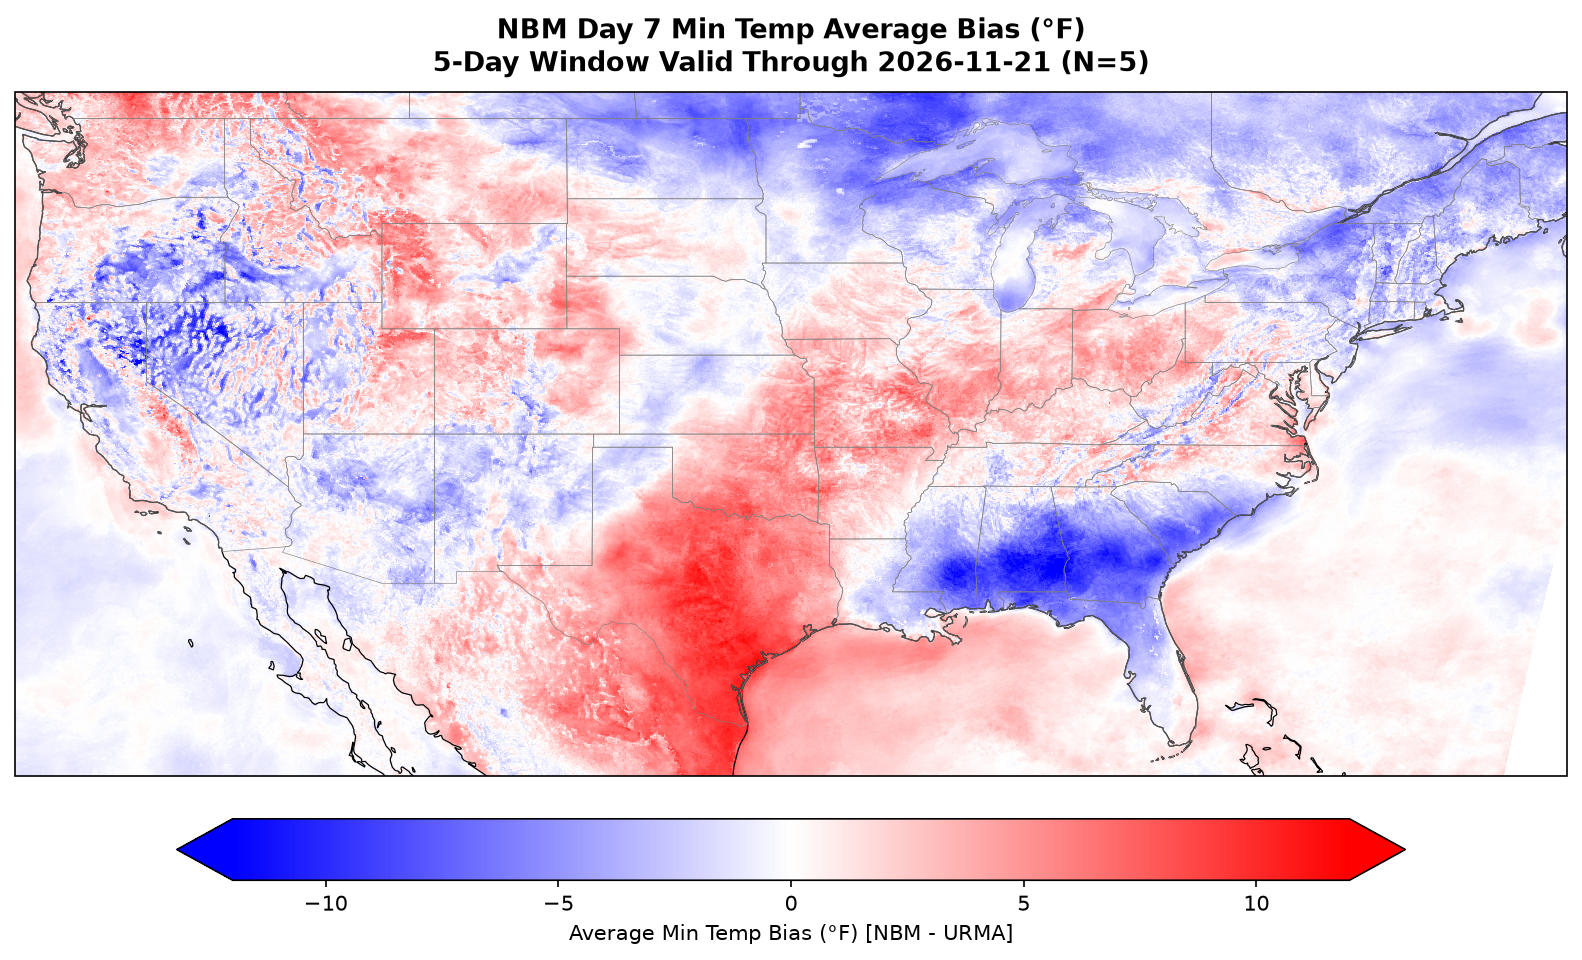 NBM Day 7 Min Temp Average Bias (°F)
5-Day Window Valid Through 2026-11-21 (N=5)
−10 −5 0 5 10
Average Min Temp Bias (°F) [NBM - URMA]